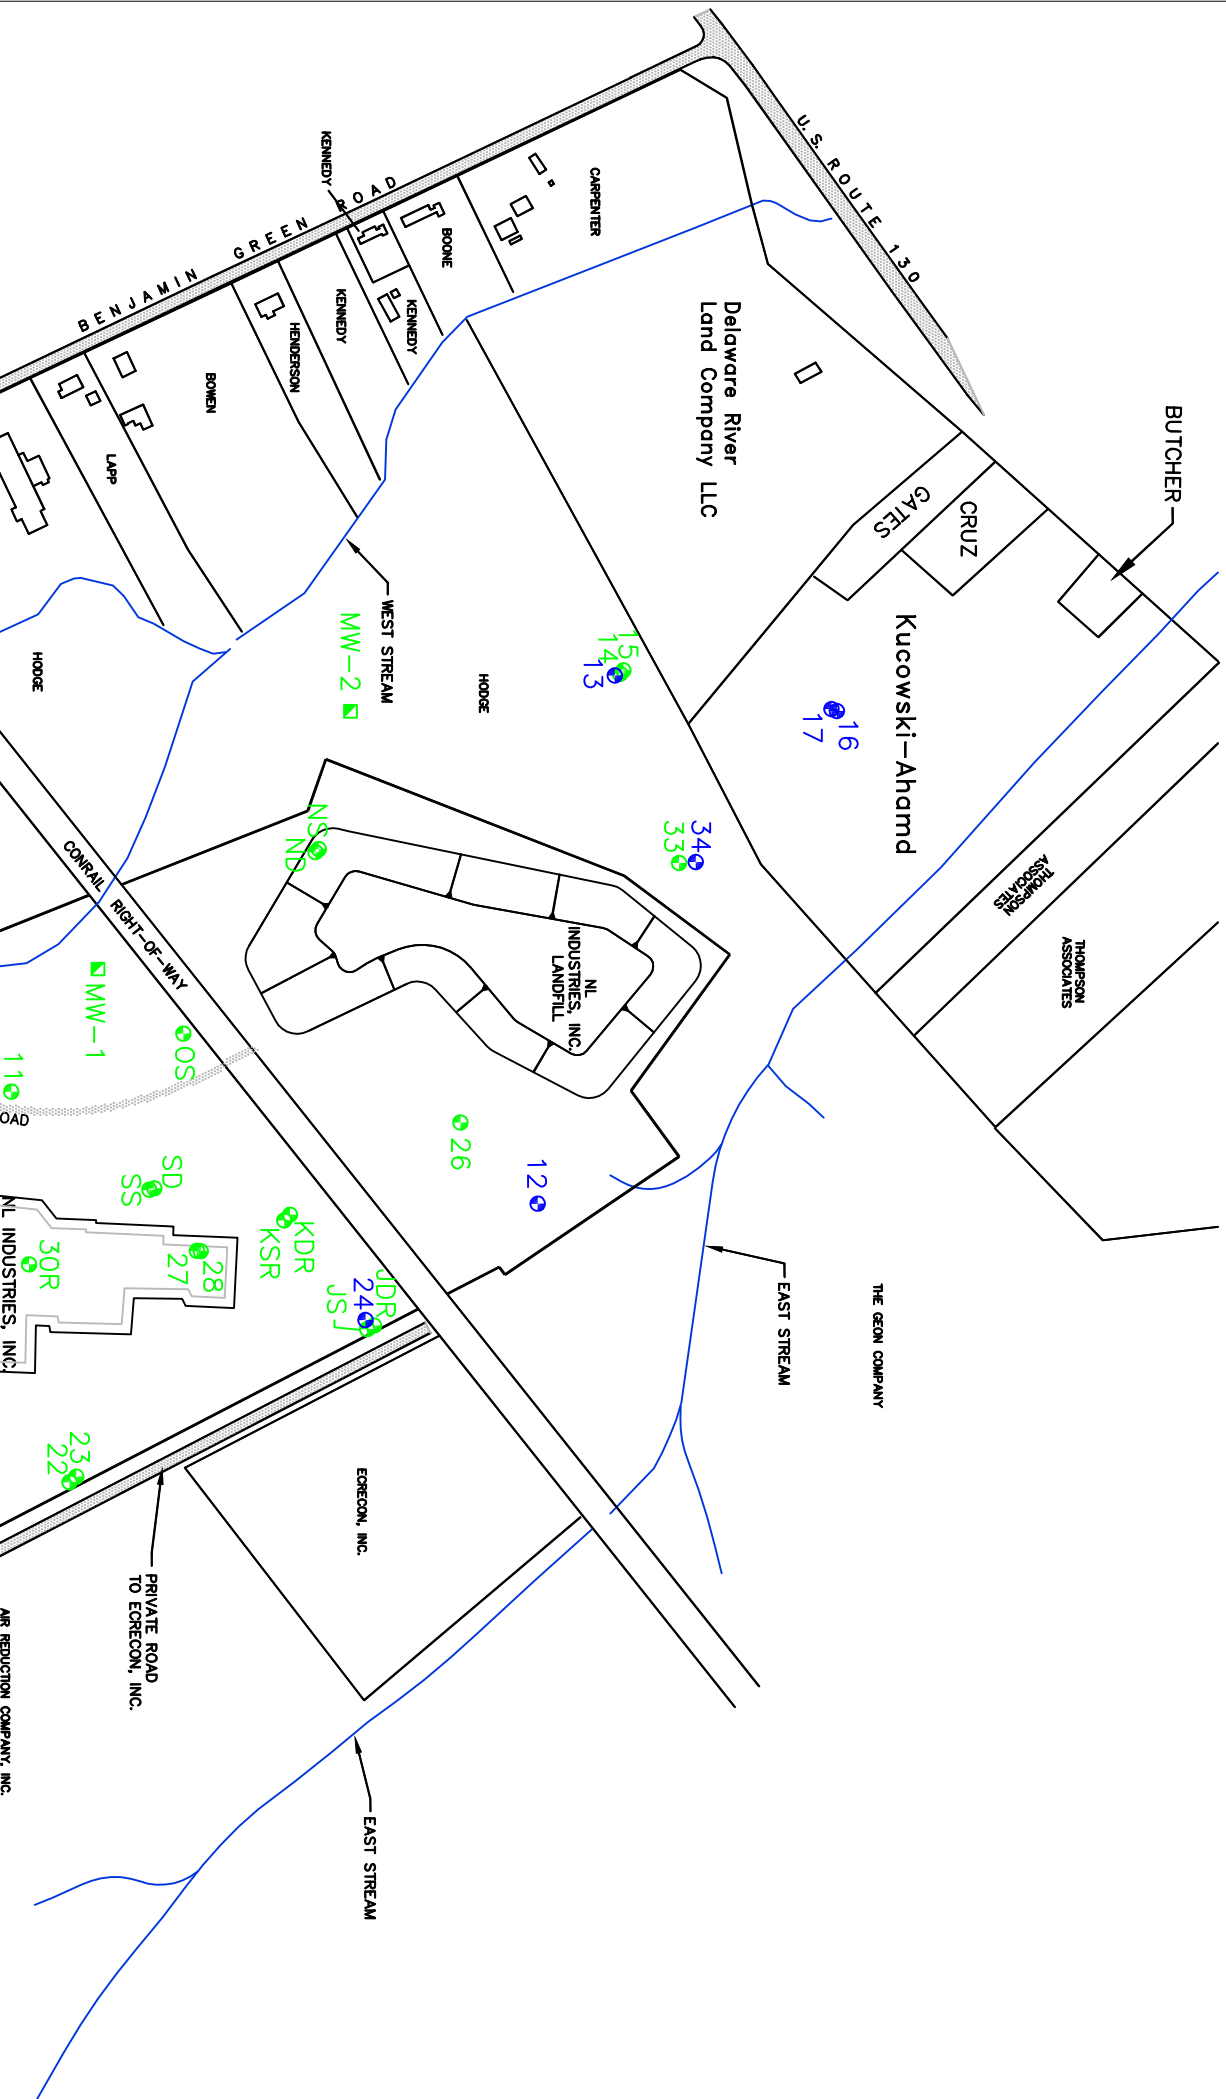 U.S. ROUTE 130
BENJAMIN GREEN ROAD
BUTCHER
CARPENTER
KENNEDY
BOONE
KENNEDY
KENNEDY
HENDERSON
BOWEN
LAPP
Delaware River
Land Company LLC
GATES
CRUZ
Kucowski-Ahamd
THOMPSON
ASSOCIATES
THOMPSON
ASSOCIATES
WEST STREAM
MW-2
HODGE
HODGE
15
14
13
16
17
34
33
NS
ND
NL
INDUSTRIES, INC.
LANDFILL
CONRAIL RIGHT-OF-WAY
MW-1
OS
11
OAD
26
12
SD
SS
KDR
KSR
28
27
30R
NL INDUSTRIES, INC.
JDR
24
JS
J
23
22
EAST STREAM
THE GEON COMPANY
ECRECON, INC.
PRIVATE ROAD
TO ECRECON, INC.
AIR REDUCTION COMPANY, INC.
EAST STREAM